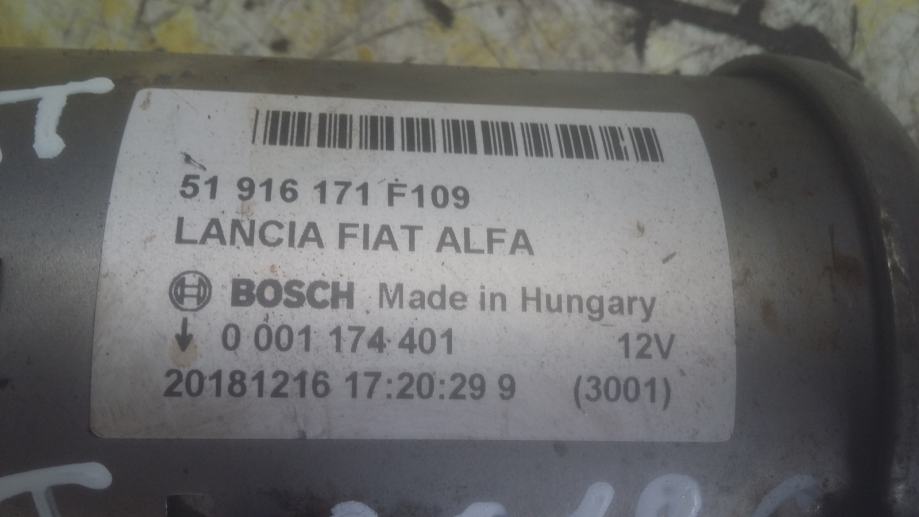 51 916 171 F109
LANCIA FIAT ALFA
BOSCH Made in Hungary
0 001 174 401 12V
20181216 17:20:29 9 (3001)